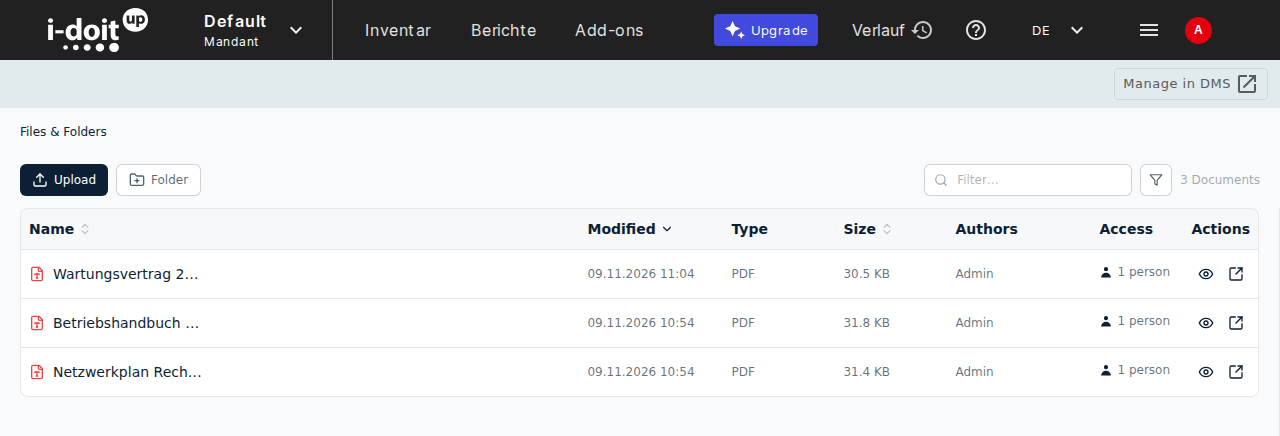 i-doit up
Default
Mandant
Inventar
Berichte
Add-ons
Upgrade
Verlauf
DE
A
Manage in DMS
Files & Folders
Upload
Folder
Filter...
3 Documents
Name Modified Type Size Authors Access Actions
Wartungsvertrag 2... 09.11.2026 11:04 PDF 30.5 KB Admin 1 person
Betriebshandbuch ... 09.11.2026 10:54 PDF 31.8 KB Admin 1 person
Netzwerkplan Rech... 09.11.2026 10:54 PDF 31.4 KB Admin 1 person